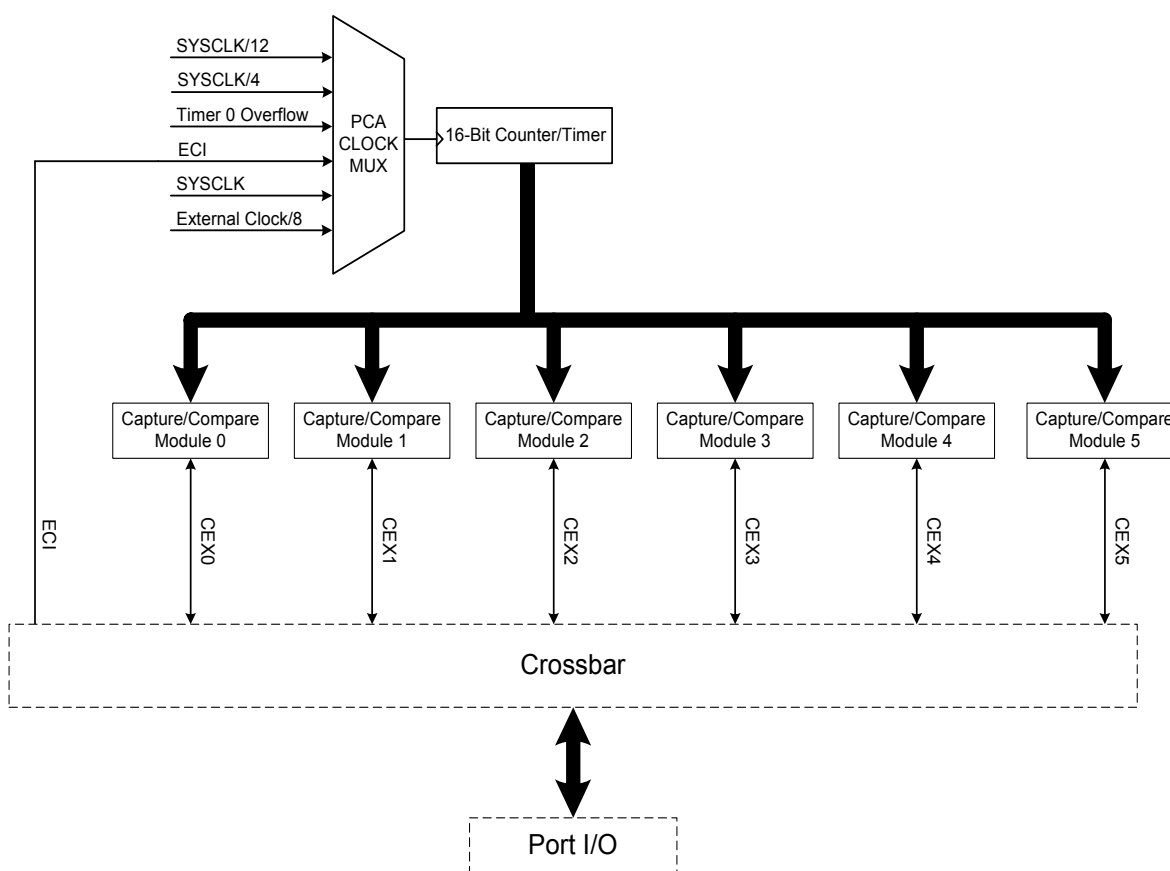 SYSCLK/12
SYSCLK/4
Timer 0 Overflow
ECI
SYSCLK
External Clock/8
PCA
CLOCK
MUX
16-Bit Counter/Timer
Capture/Compare
Module 0
Capture/Compare
Module 1
Capture/Compare
Module 2
Capture/Compare
Module 3
Capture/Compare
Module 4
Capture/Compare
Module 5
ECI
CEX0
CEX1
CEX2
CEX3
CEX4
CEX5
Crossbar
Port I/O